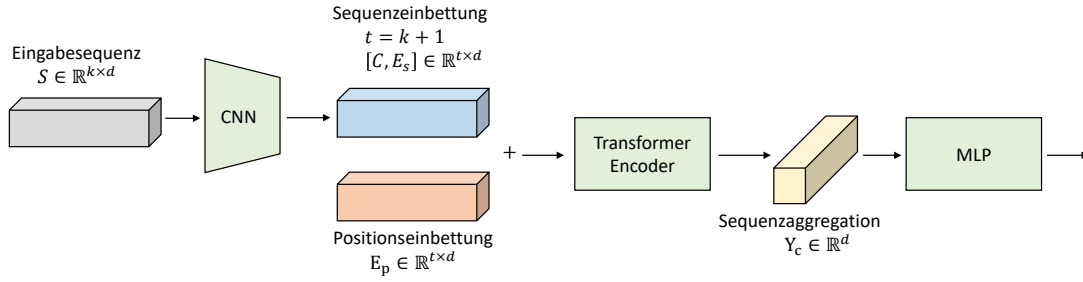 Eingabesequenz
S ∈ ℝ^{k×d}
CNN
Sequenzeinbettung
t = k + 1
[C, E_s] ∈ ℝ^{t×d}
Positionseinbettung
E_p ∈ ℝ^{t×d}
+
Transformer
Encoder
Sequenzaggregation
Y_c ∈ ℝ^d
MLP